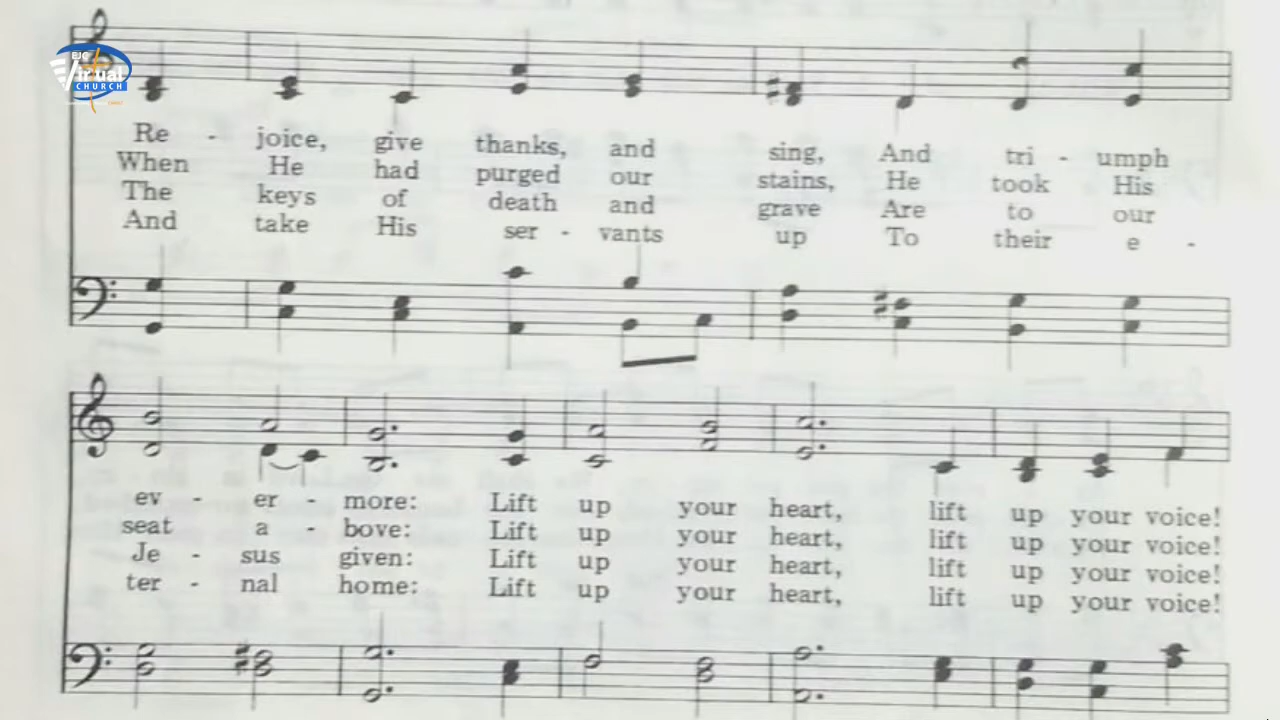 EJC
Virtual
CHURCH
Re - joice, give thanks, and sing, And tri - umph
When He had purged our stains, He took His
The keys of death and grave Are to our
And take His ser - vants up To their e -
ev - er - more: Lift up your heart, lift up your voice!
seat a - bove: Lift up your heart, lift up your voice!
Je - sus given: Lift up your heart, lift up your voice!
ter - nal home: Lift up your heart, lift up your voice!